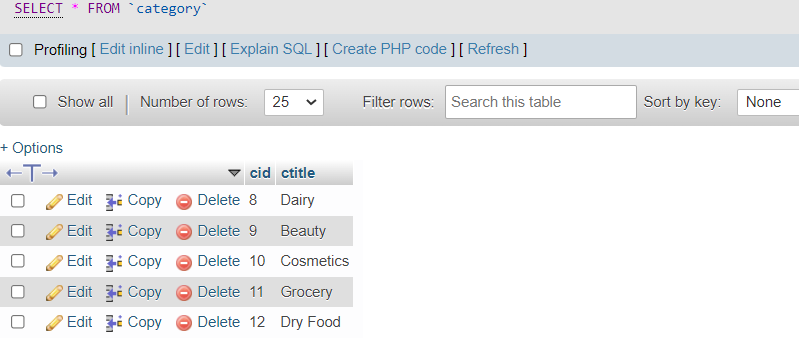 SELECT * FROM `category`
Profiling [ Edit inline ] [ Edit ] [ Explain SQL ] [ Create PHP code ] [ Refresh ]
Show all Number of rows: 25 Filter rows: Search this table Sort by key: None
+ Options
cid ctitle
Edit Copy Delete 8 Dairy
Edit Copy Delete 9 Beauty
Edit Copy Delete 10 Cosmetics
Edit Copy Delete 11 Grocery
Edit Copy Delete 12 Dry Food